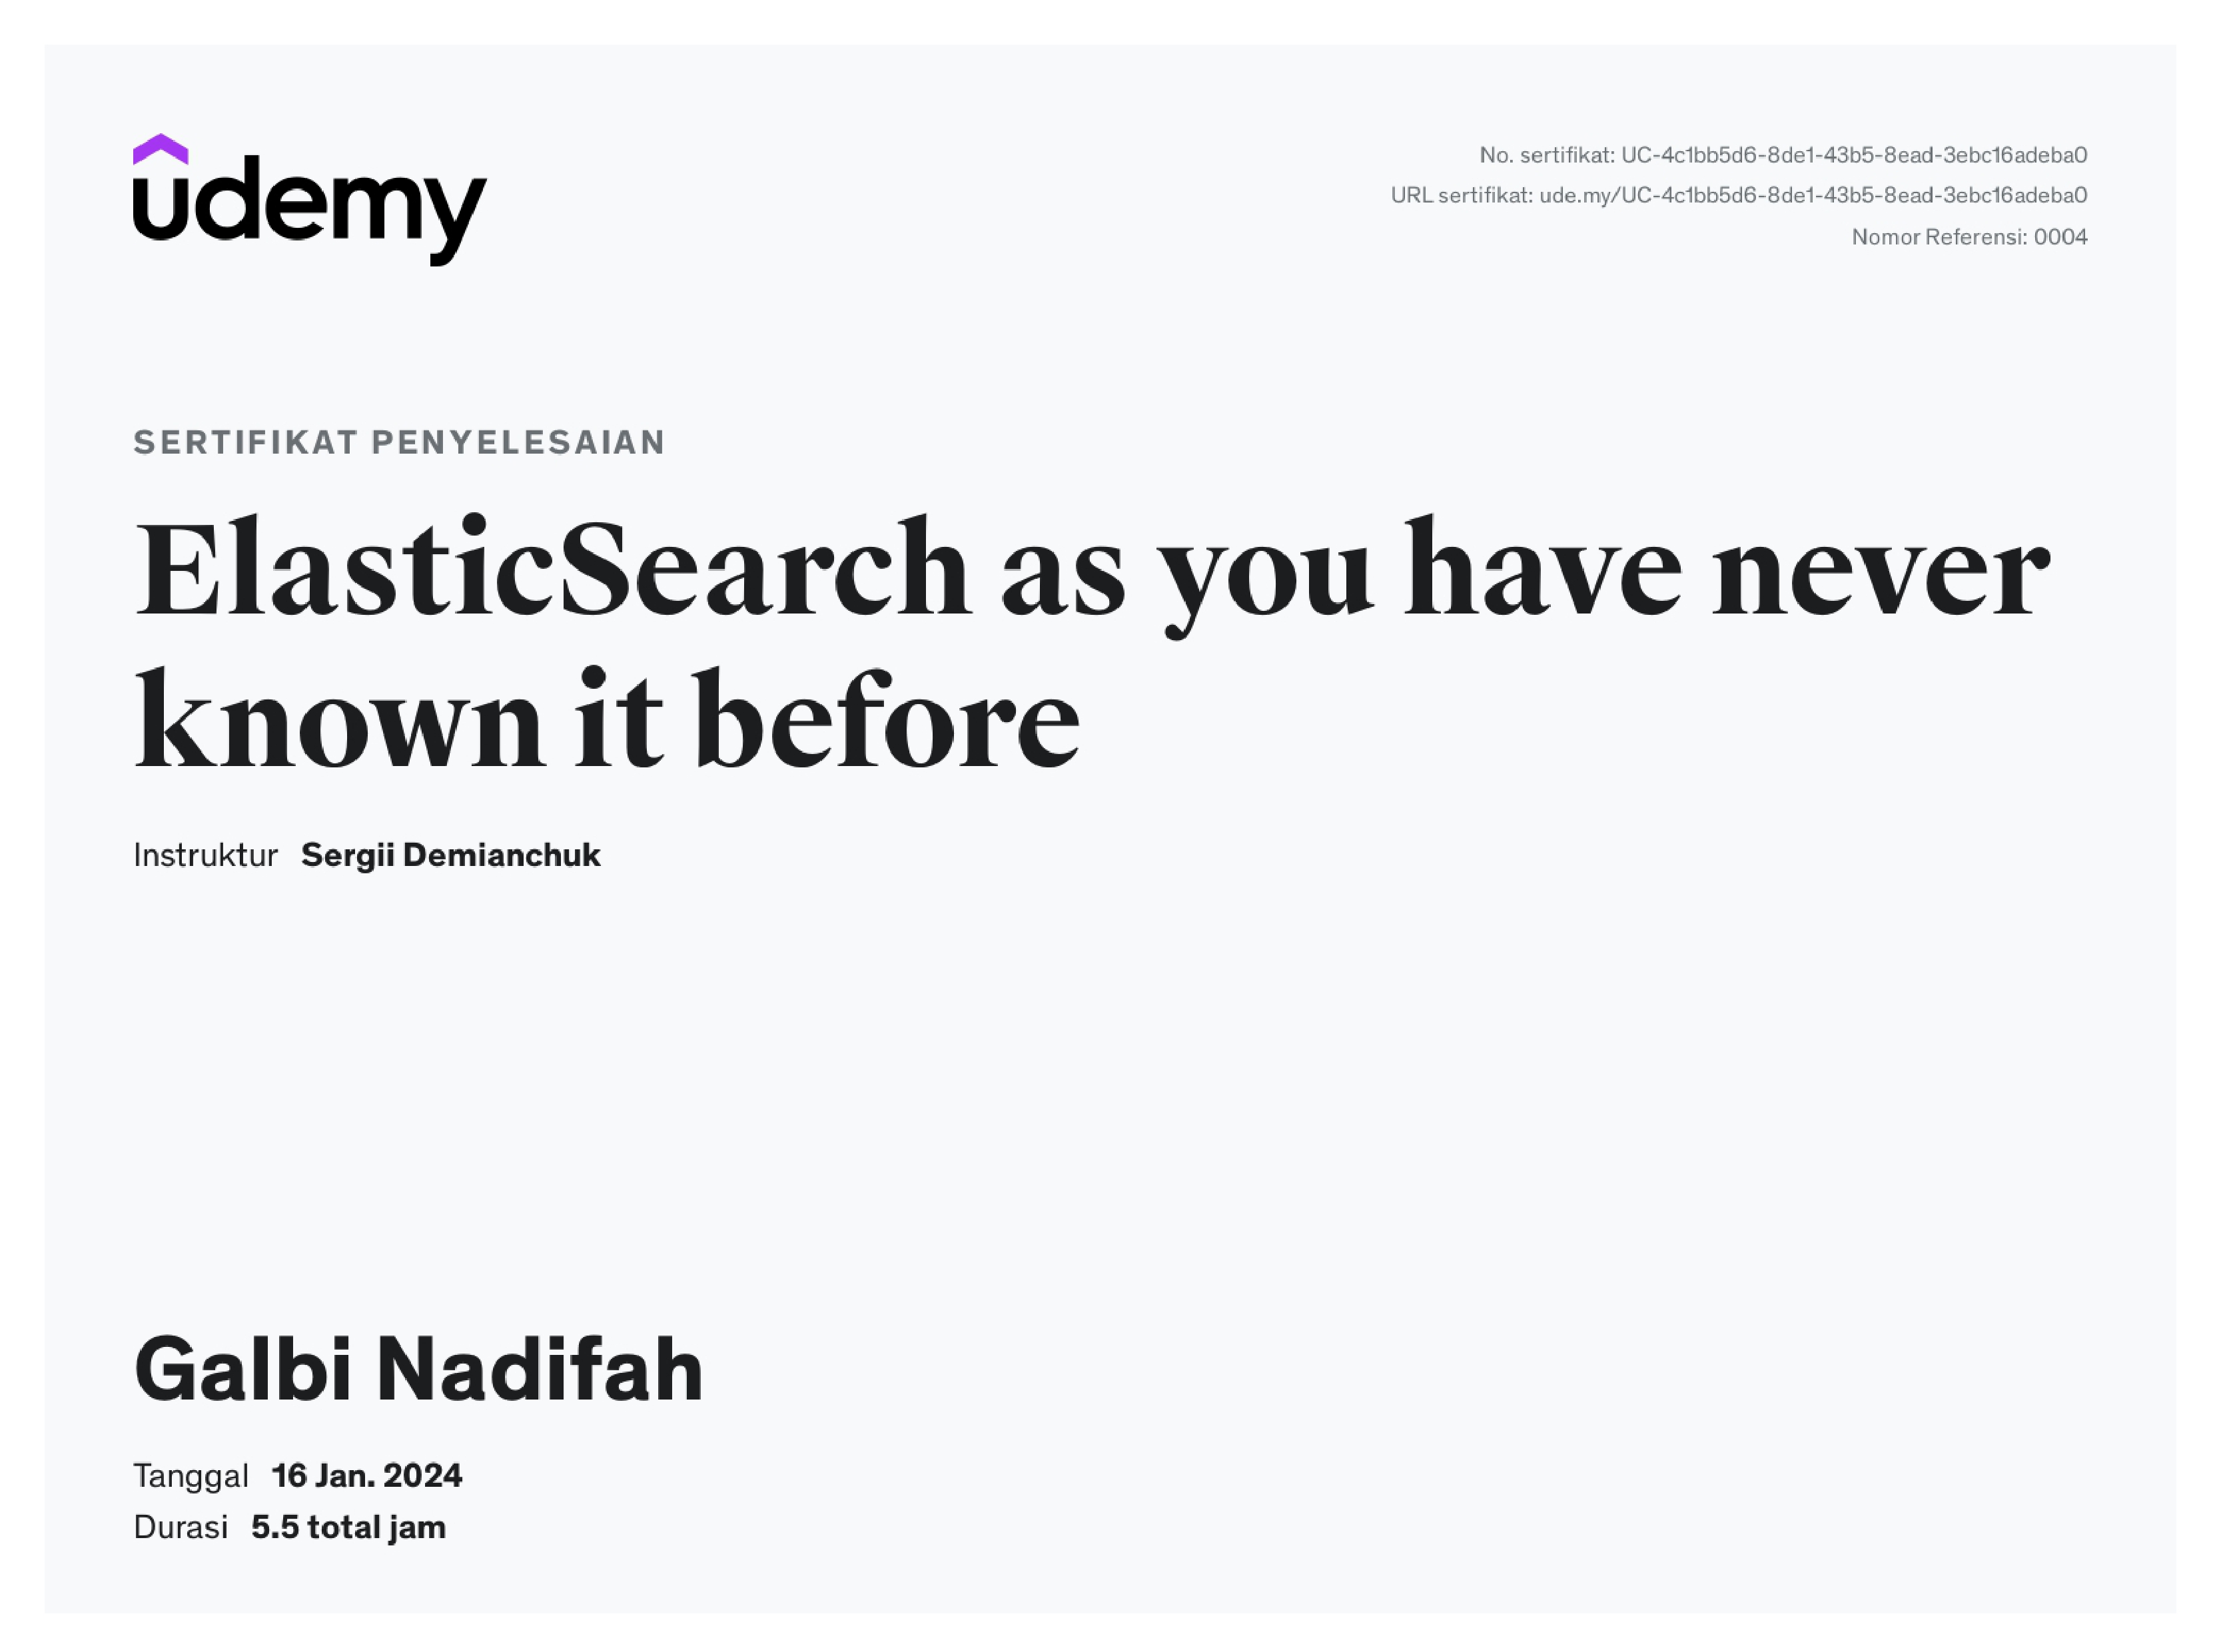 udemy
No. sertifikat: UC-4c1bb5d6-8de1-43b5-8ead-3ebc16adeba0
URL sertifikat: ude.my/UC-4c1bb5d6-8de1-43b5-8ead-3ebc16adeba0
Nomor Referensi: 0004
SERTIFIKAT PENYELESAIAN
ElasticSearch as you have never
known it before
Instruktur Sergii Demianchuk
Galbi Nadifah
Tanggal 16 Jan. 2024
Durasi 5.5 total jam